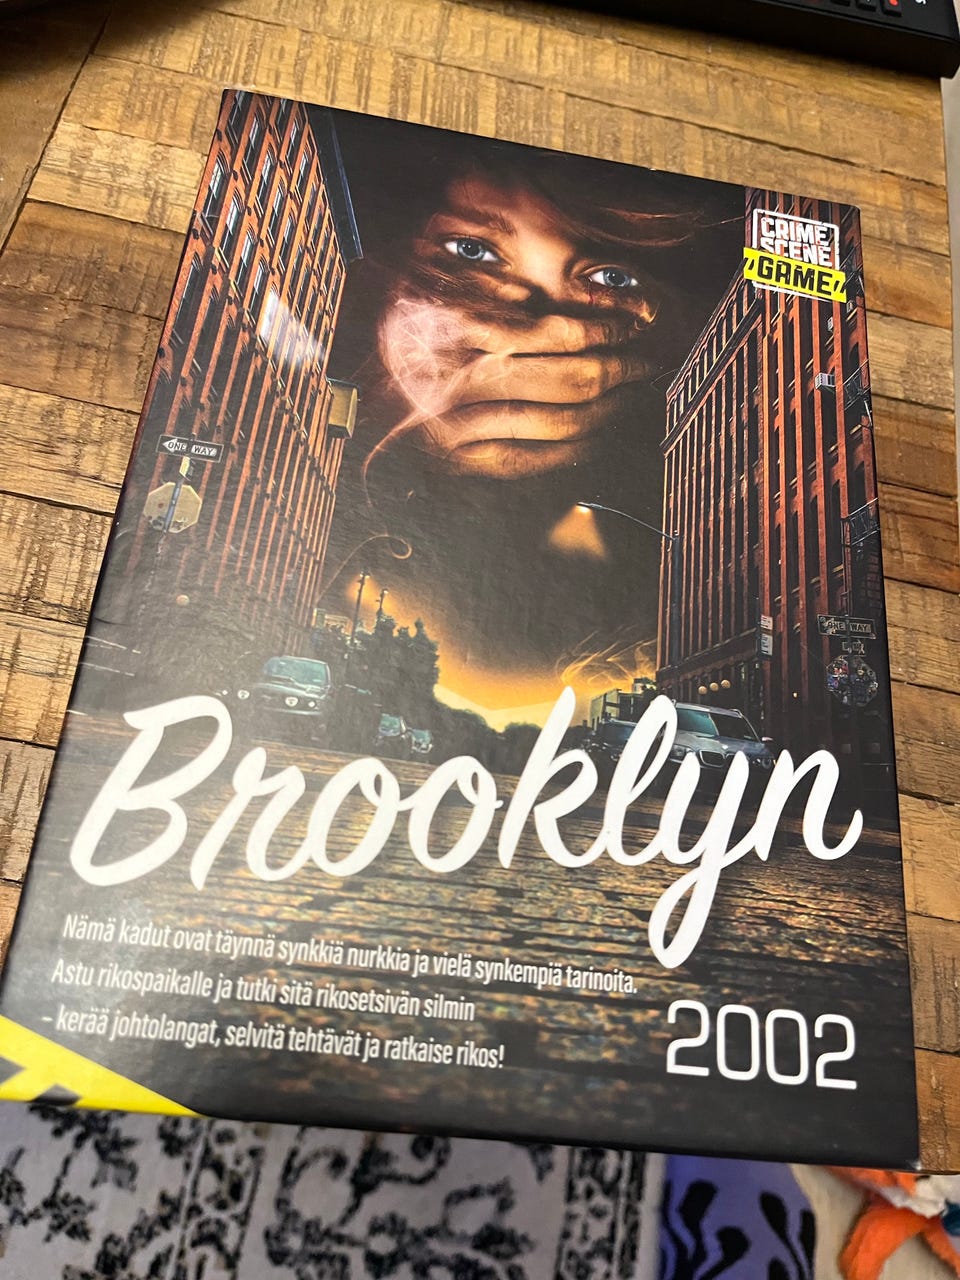 CRIME
SCENE
"GAME"
ONE WAY
ONE WAY
Brooklyn
Nämä kadut ovat täynnä synkkiä nurkkia ja vielä synkempiä tarinoita.
Astu rikospaikalle ja tutki sitä rikosetsivän silmin
– kerää johtolangat, selvitä tehtävät ja ratkaise rikos!
2002